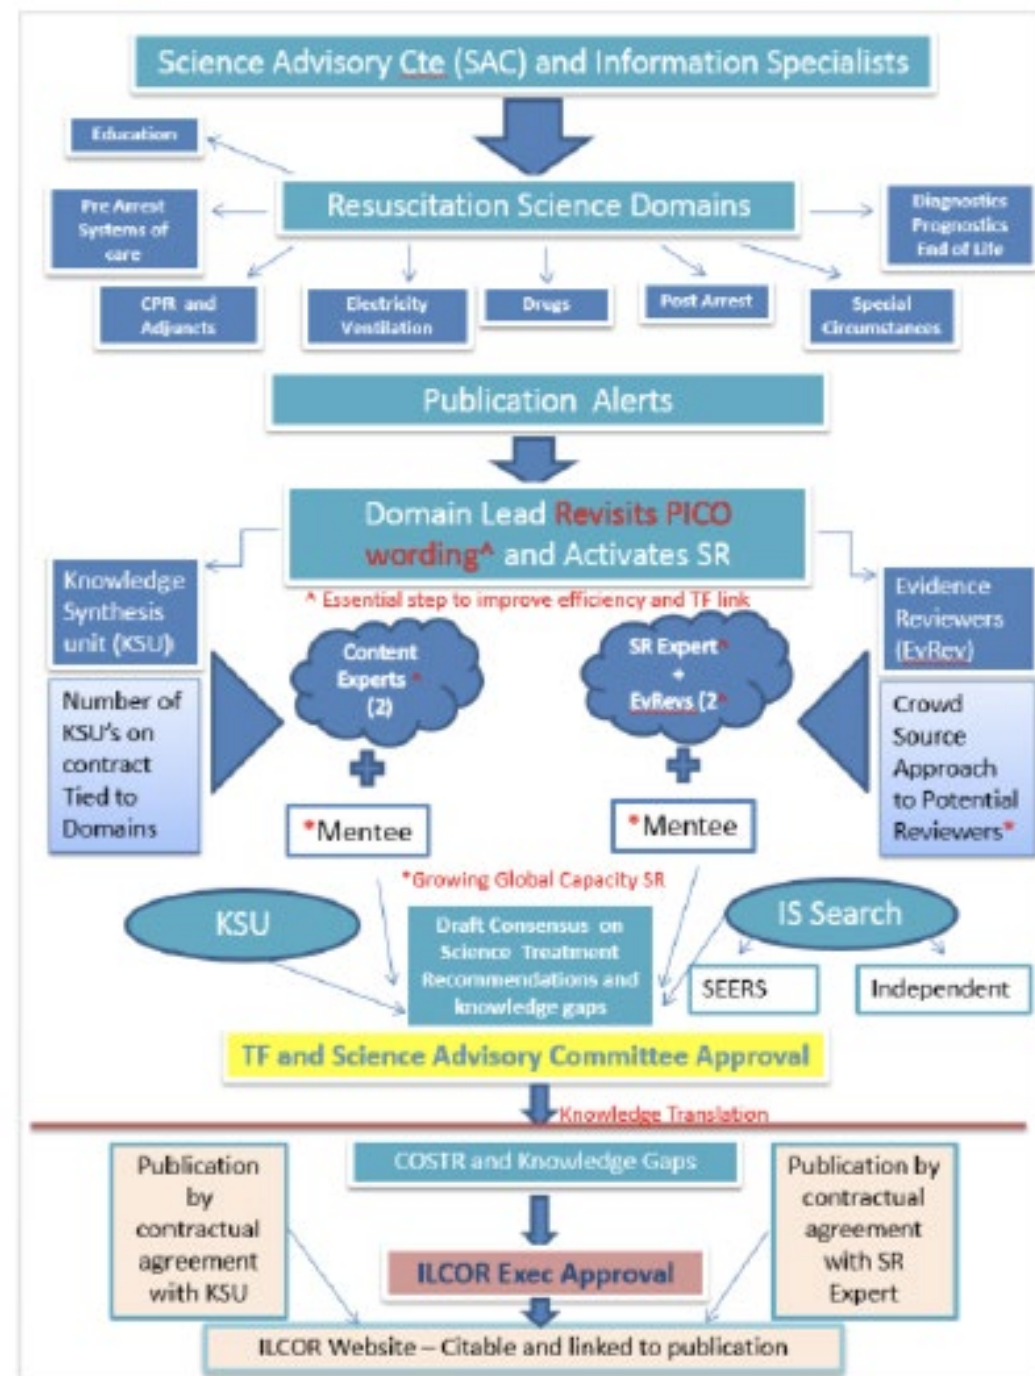 Science Advisory Cte (SAC) and Information Specialists
Education
Resuscitation Science Domains
Pre Arrest
Systems of
care
Diagnostics
Prognostics
End of Life
CPR and
Adjuncts
Electricity
Ventilation
Drugs
Post Arrest
Special
Circumstances
Publication Alerts
Domain Lead Revisits PICO
wording^ and Activates SR
^ Essential step to improve efficiency and TF link
Knowledge
Synthesis
unit (KSU)
Number of
KSU's on
contract
Tied to
Domains
Content
Experts ^
(2)
+
*Mentee
SR Expert^
+
EvRevs (2^
+
*Mentee
Evidence
Reviewers
(EvRev)
Crowd
Source
Approach
to Potential
Reviewers*
*Growing Global Capacity SR
KSU
Draft Consensus on
Science Treatment
Recommendations and
knowledge gaps
IS Search
SEERS
Independent
TF and Science Advisory Committee Approval
Knowledge Translation
Publication
by
contractual
agreement
with KSU
COSTR and Knowledge Gaps
ILCOR Exec Approval
Publication by
contractual
agreement
with SR
Expert
ILCOR Website – Citable and linked to publication